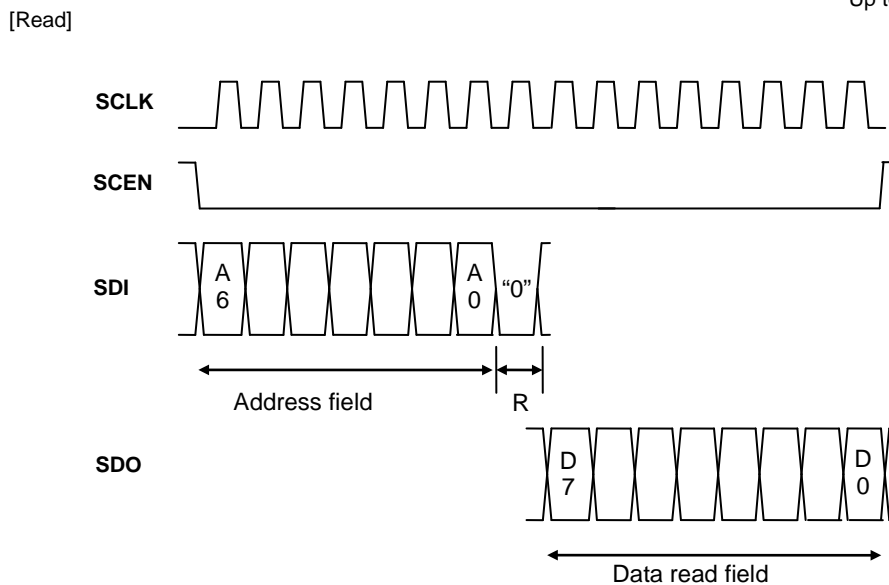 Up t
[Read]
SCLK
SCEN
SDI
A
6
A
0
“0”
Address field
R
SDO
D
7
D
0
Data read field